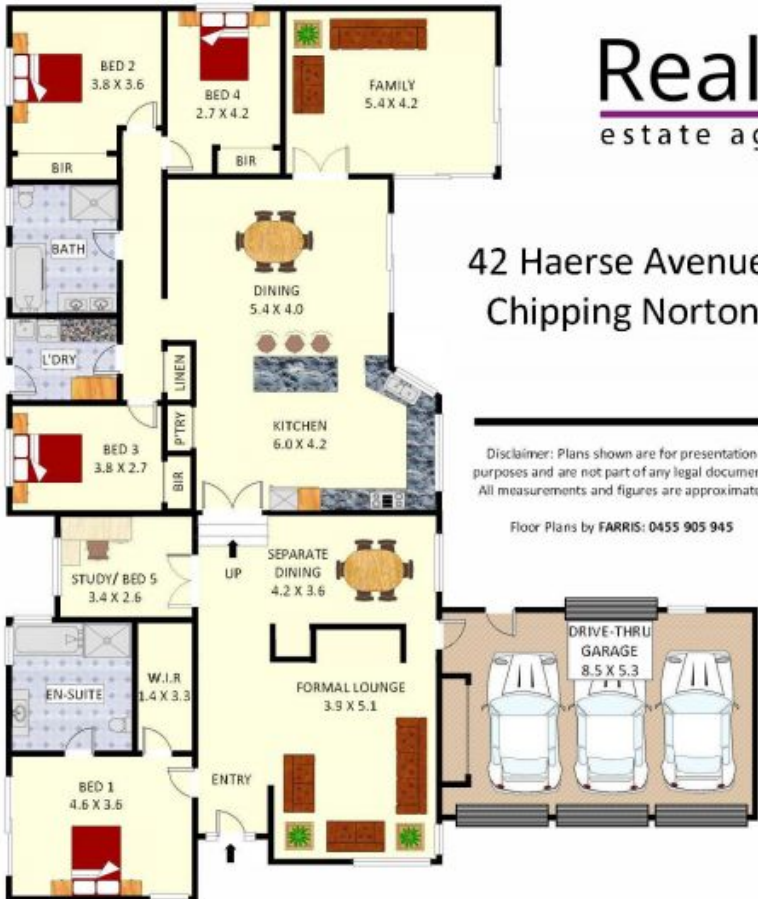 BED 2
3.8 X 3.6
BED 4
2.7 X 4.2
FAMILY
5.4 X 4.2
BIR
BIR
Real
estate ag
BATH
DINING
5.4 X 4.0
42 Haerse Avenue
Chipping Norton
L'DRY
LINEN
P'TRY
KITCHEN
6.0 X 4.2
BED 3
3.8 X 2.7
BIR
Disclaimer: Plans shown are for presentation
purposes and are not part of any legal documen
All measurements and figures are approximate
Floor Plans by FARRIS: 0455 905 945
UP
SEPARATE
DINING
4.2 X 3.6
STUDY/ BED 5
3.4 X 2.6
DRIVE-THRU
GARAGE
8.5 X 5.3
EN-SUITE
W.I.R
1.4 X 3.3
FORMAL LOUNGE
3.9 X 5.1
BED 1
4.6 X 3.6
ENTRY